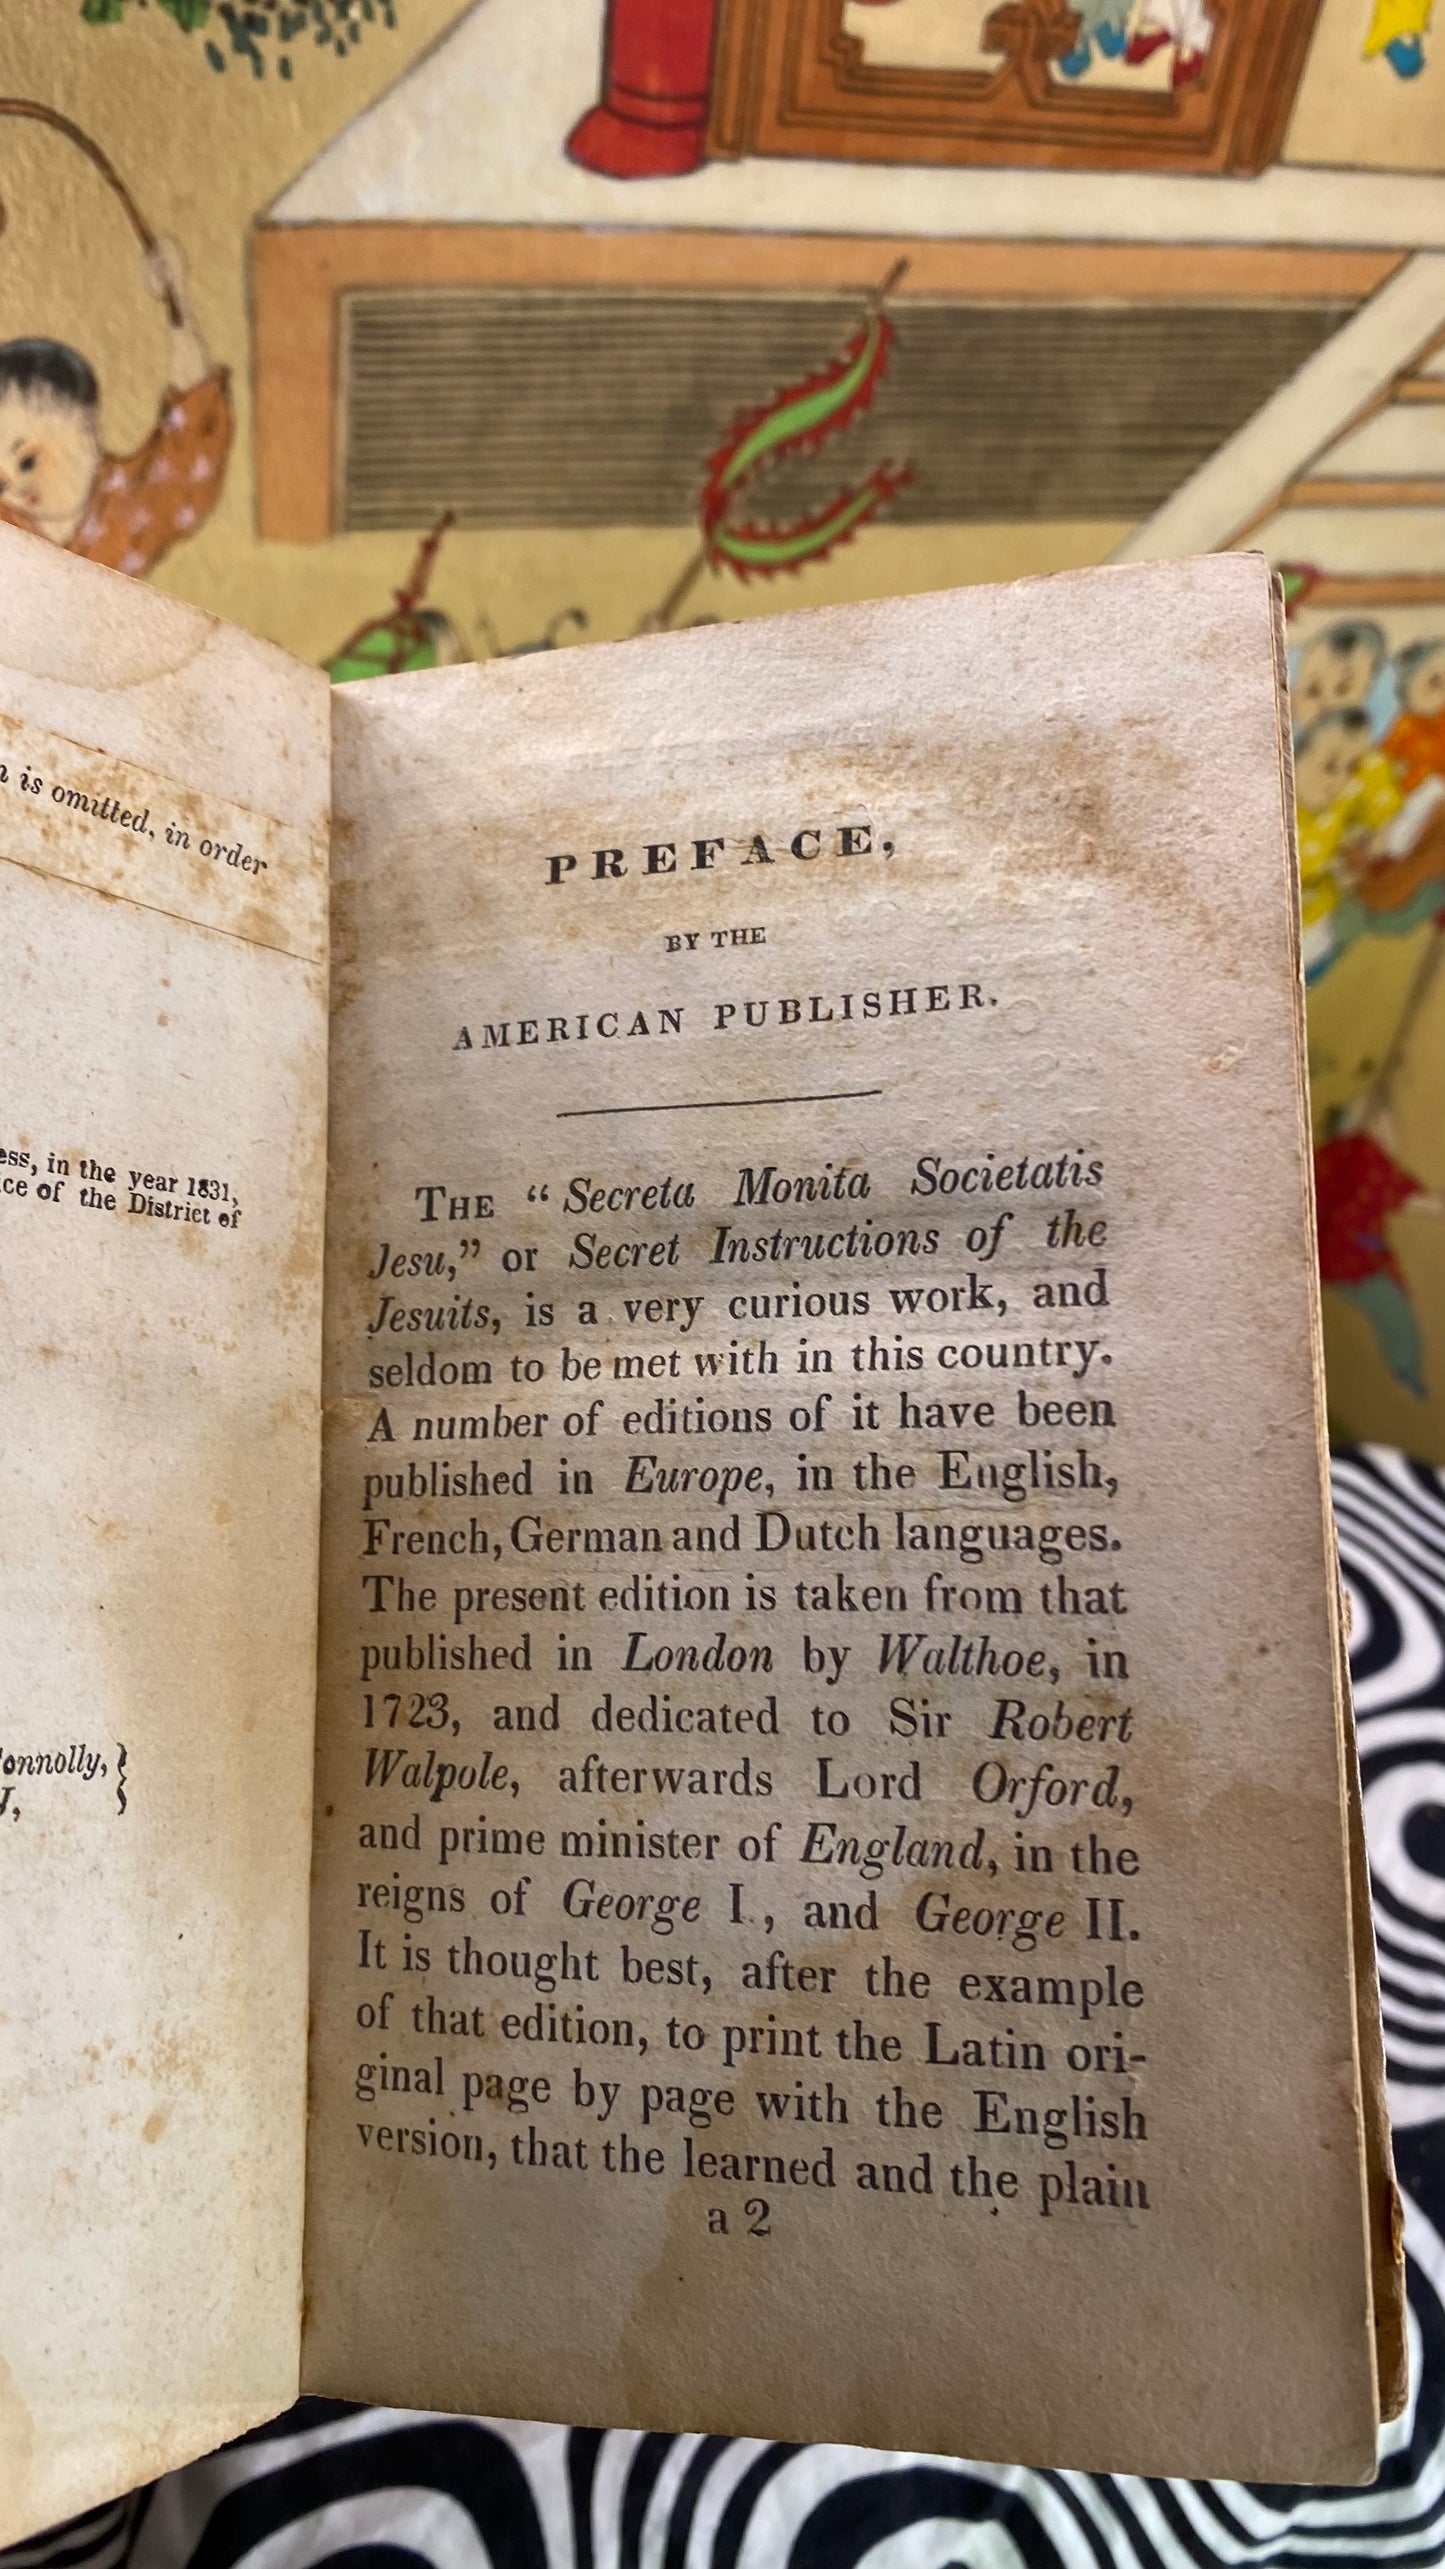 n is omitted, in order
ess, in the year 1831,
ce of the District of
onnolly,
J,
PREFACE,
BY THE
AMERICAN PUBLISHER.
THE “Secreta Monita Societatis
Jesu,” or Secret Instructions of the
Jesuits, is a very curious work, and
seldom to be met with in this country.
A number of editions of it have been
published in Europe, in the English,
French, German and Dutch languages.
The present edition is taken from that
published in London by Walthoe, in
1723, and dedicated to Sir Robert
Walpole, afterwards Lord Orford,
and prime minister of England, in the
reigns of George I., and George II.
It is thought best, after the example
of that edition, to print the Latin ori-
ginal page by page with the English
version, that the learned and the plain
a 2